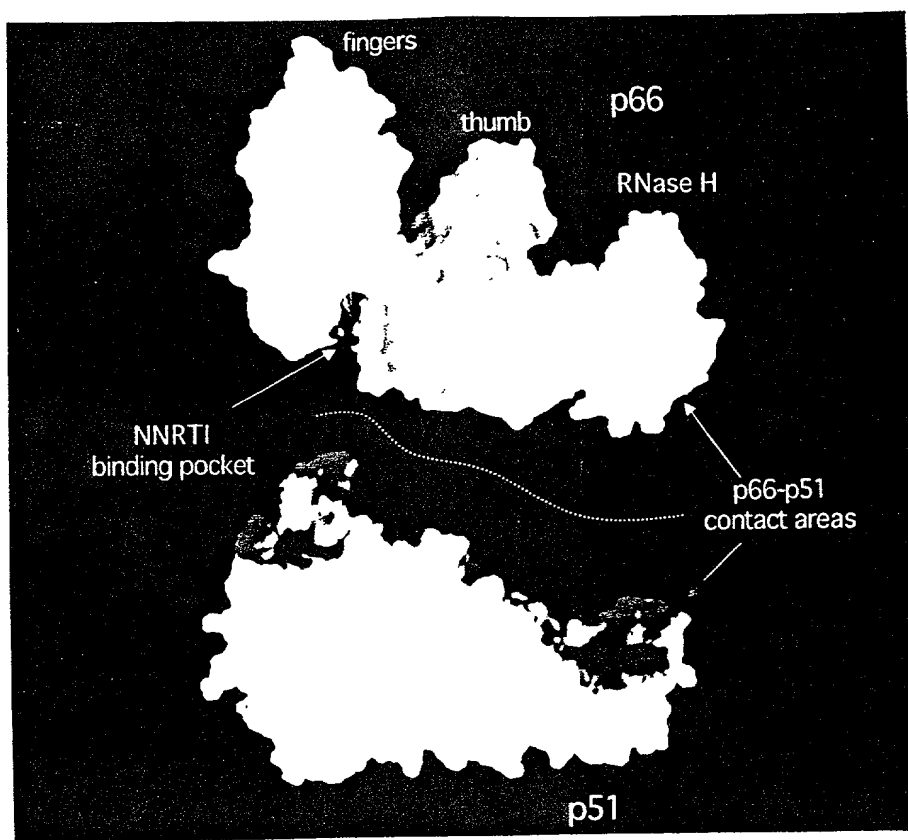 fingers
p66
thumb
RNase H
NNRTI
binding pocket
p66-p51
contact areas
p51